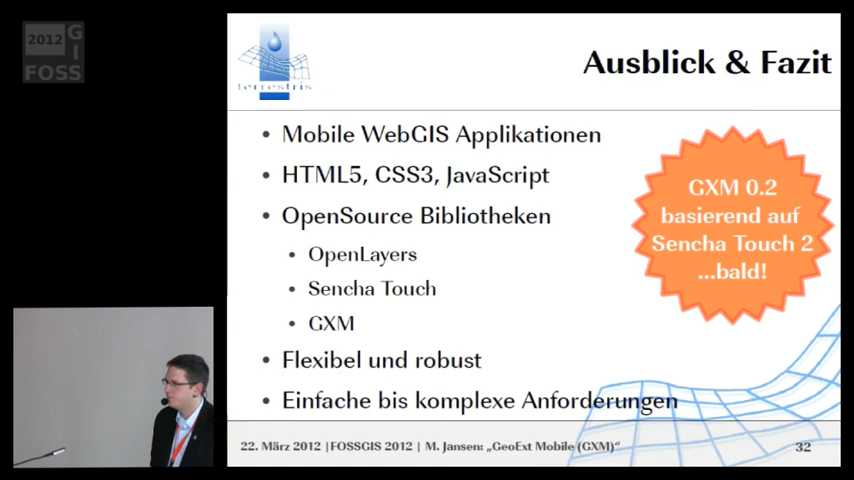 2012
GIS
FOSS
terrestris
Ausblick & Fazit
• Mobile WebGIS Applikationen
• HTML5, CSS3, JavaScript
• OpenSource Bibliotheken
• OpenLayers
• Sencha Touch
• GXM
• Flexibel und robust
• Einfache bis komplexe Anforderungen
GXM 0.2
basierend auf
Sencha Touch 2
...bald!
22. März 2012 |FOSSGIS 2012 | M. Jansen: „GeoExt Mobile (GXM)“
32